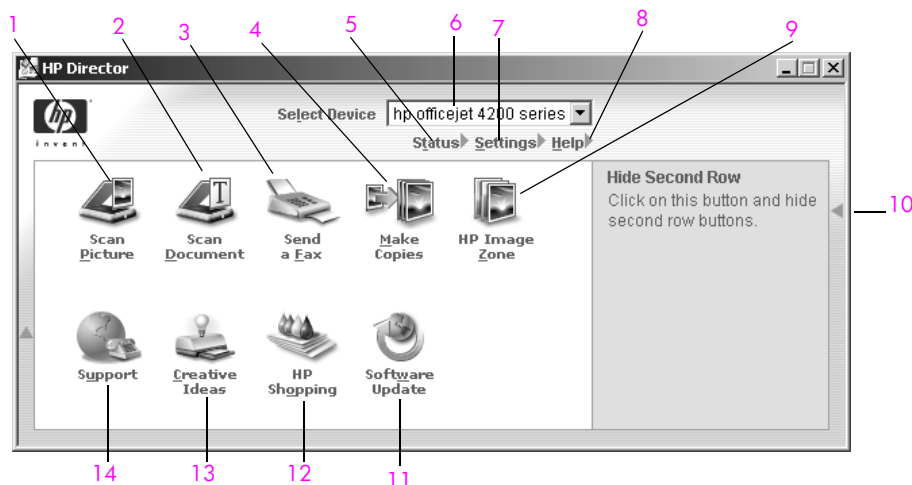 1 2 3 4 5 6 7 8 9
HP Director
hp
invent
Select Device hp officejet 4200 series
Status Settings Help
Hide Second Row
Click on this button and hide
second row buttons.
10
Scan
Picture
Scan
Document
Send
a Fax
Make
Copies
HP Image
Zone
T
Support
Creative
Ideas
HP
Shopping
Software
Update
14 13 12 11